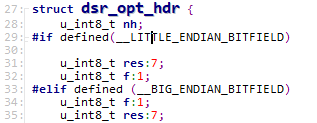 27: struct dsr_opt_hdr {
28:     u_int8_t nh;
29: #if defined(__LITTLE_ENDIAN_BITFIELD)
30:
31:     u_int8_t res:7;
32:     u_int8_t f:1;
33: #elif defined (__BIG_ENDIAN_BITFIELD)
34:     u_int8_t f:1;
35:     u_int8_t res:7;